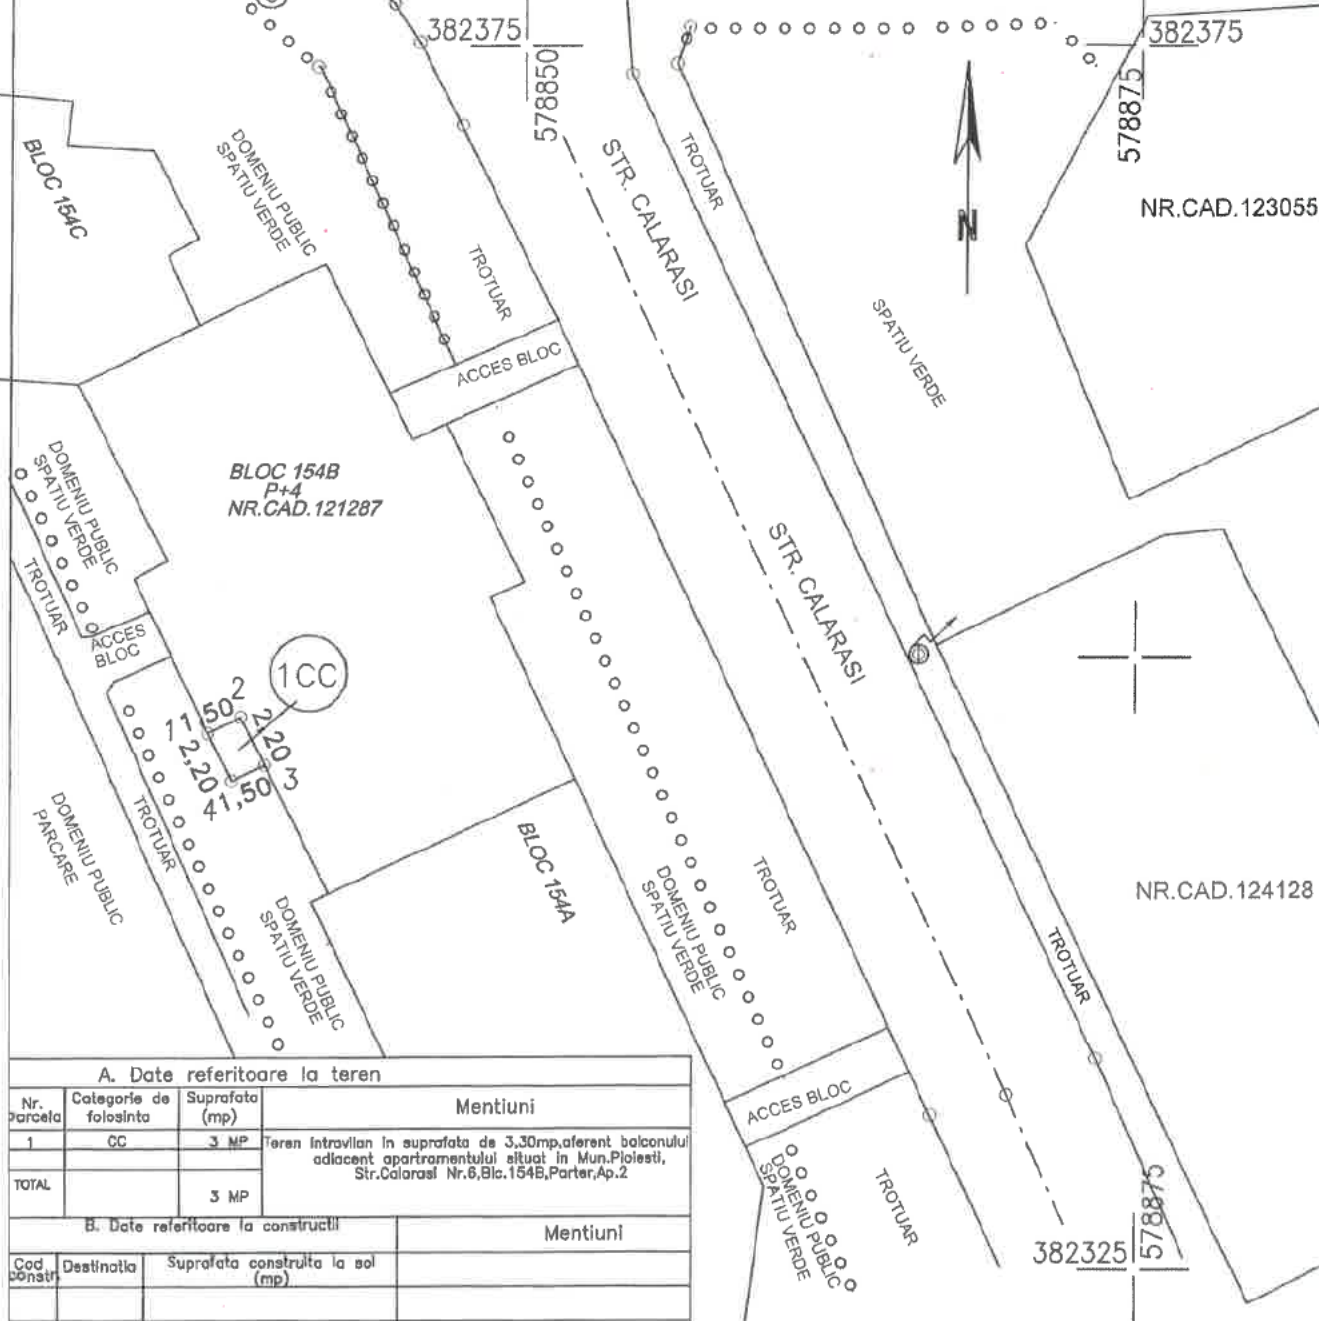 382375
578850
382375
578875
NR.CAD.123055
BLOC 154C
DOMENIU PUBLIC
SPATIU VERDE
TROTUAR
STR. CALARASI
TROTUAR
N
SPATIU VERDE
ACCES BLOC
BLOC 154B
P+4
NR.CAD.121287
DOMENIU PUBLIC
SPATIU VERDE
TROTUAR
ACCES
BLOC
STR. CALARASI
1CC
1
1,50
2
2,20
2,20
3
4
1,50
DOMENIU PUBLIC
PARCARE
TROTUAR
DOMENIU PUBLIC
SPATIU VERDE
BLOC 154A
DOMENIU PUBLIC
SPATIU VERDE
TROTUAR
NR.CAD.124128
TROTUAR
ACCES BLOC
DOMENIU PUBLIC
SPATIU VERDE
TROTUAR
382325
578875
A. Date referitoare la teren
Nr. parcela
Categorie de folosinta
Suprafata (mp)
Mentiuni
1
CC
3 MP
Teren intravilan in suprafata de 3,30mp,aferent balconului
adiacent apartramentului situat in Mun.Ploiesti,
Str.Calarasi Nr.6,Blc.154B,Parter,Ap.2
TOTAL
3 MP
B. Date referitoare la constructii
Mentiuni
Cod constr.
Destinatia
Suprafata construita la sol
(mp)